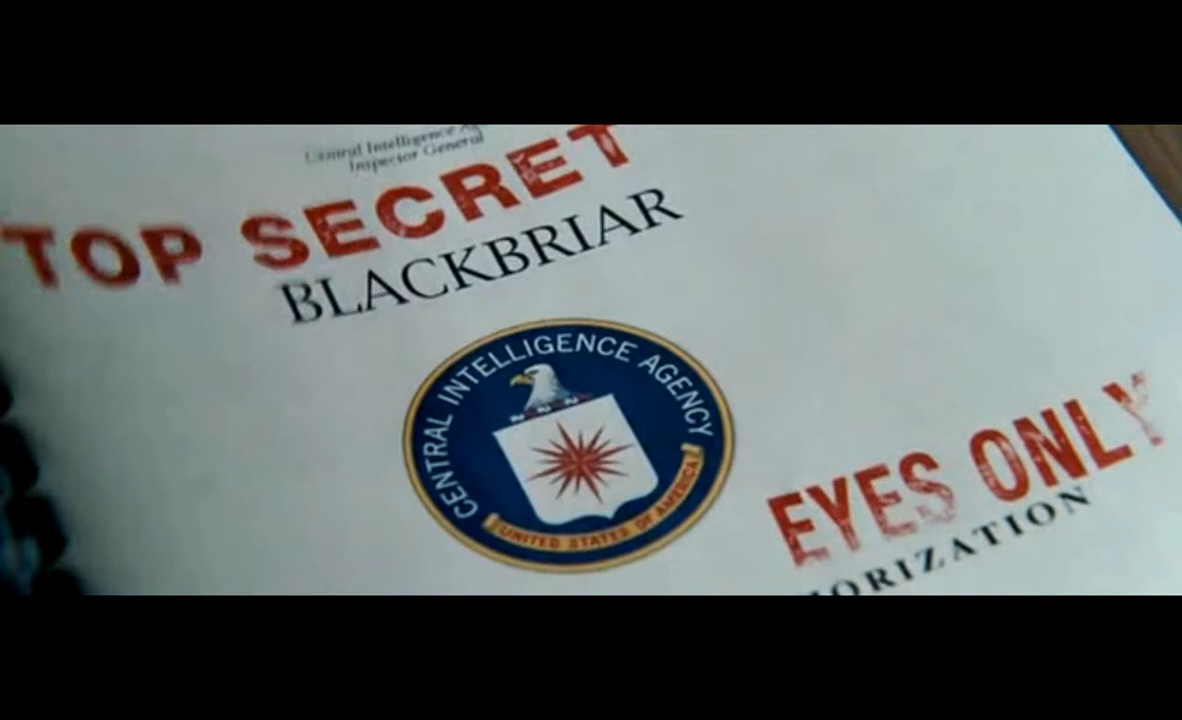 Central Intelligence
Inspector General
TOP SECRET
BLACKBRIAR
CENTRAL INTELLIGENCE AGENCY
UNITED STATES OF AMERICA
EYES ONLY